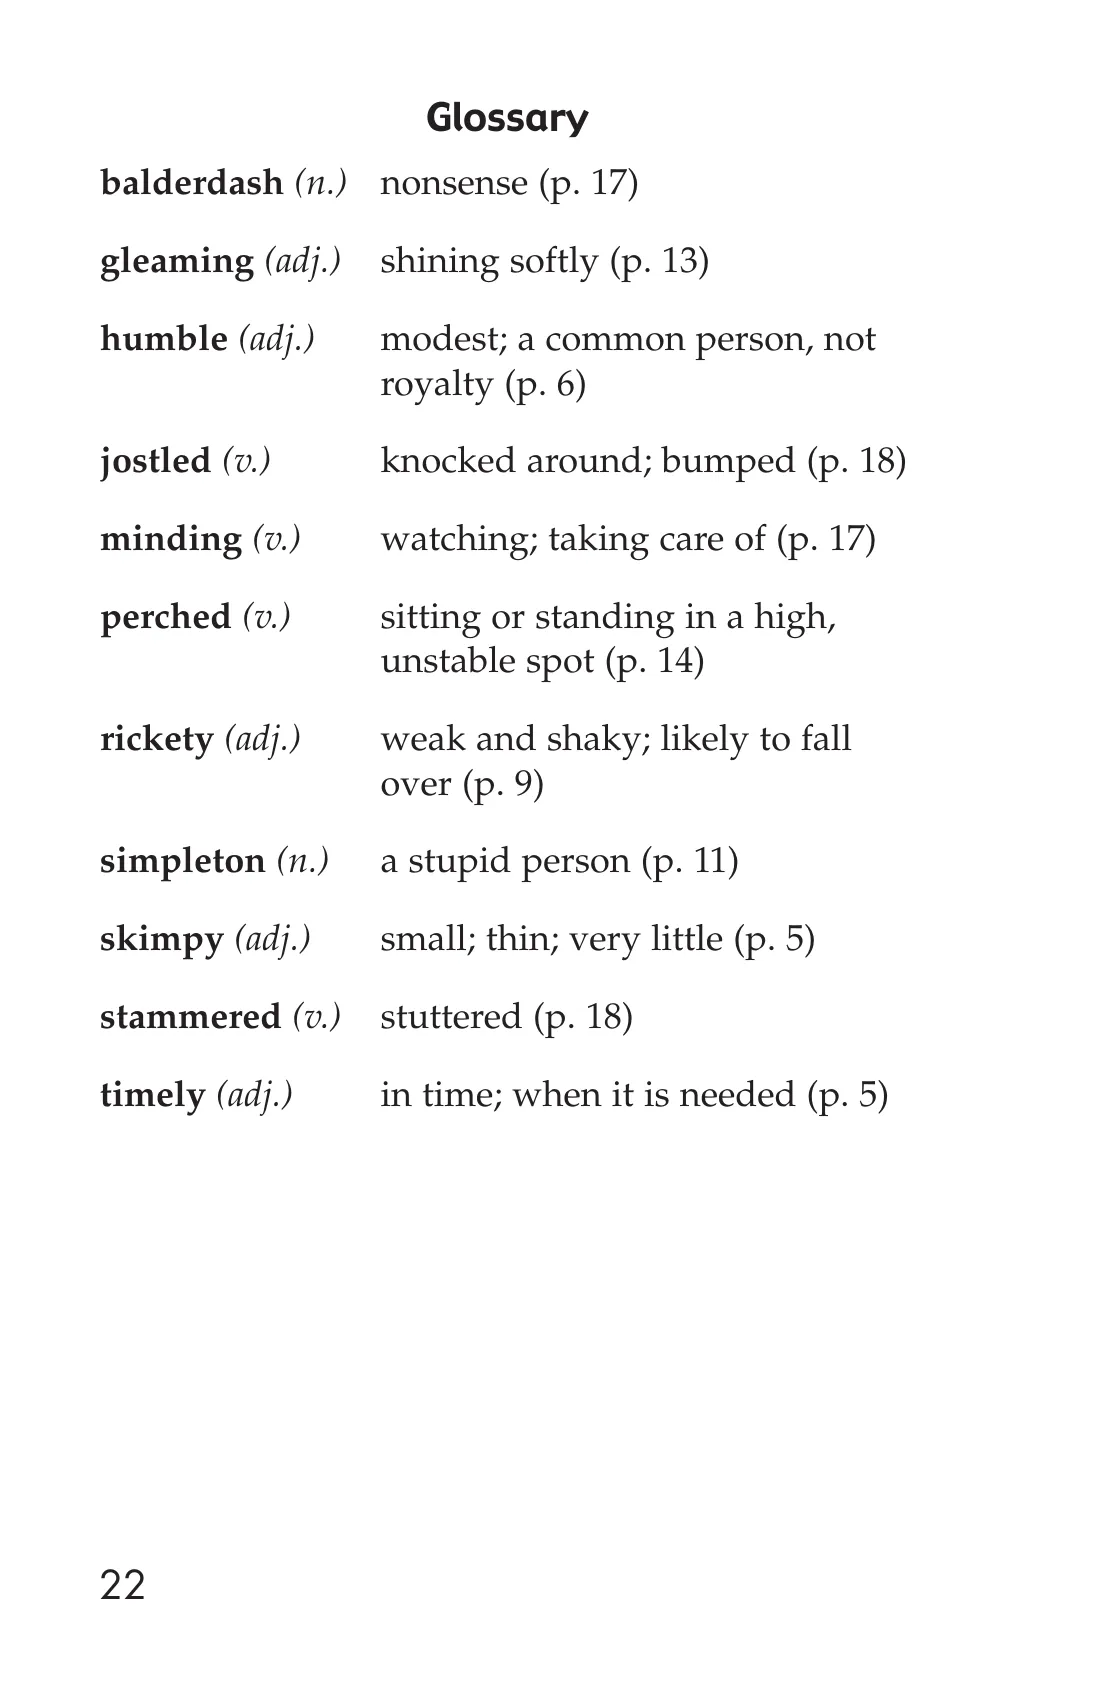 Glossary
balderdash (n.) nonsense (p. 17)
gleaming (adj.) shining softly (p. 13)
humble (adj.) modest; a common person, not
royalty (p. 6)
jostled (v.) knocked around; bumped (p. 18)
minding (v.) watching; taking care of (p. 17)
perched (v.) sitting or standing in a high,
unstable spot (p. 14)
rickety (adj.) weak and shaky; likely to fall
over (p. 9)
simpleton (n.) a stupid person (p. 11)
skimpy (adj.) small; thin; very little (p. 5)
stammered (v.) stuttered (p. 18)
timely (adj.) in time; when it is needed (p. 5)
22